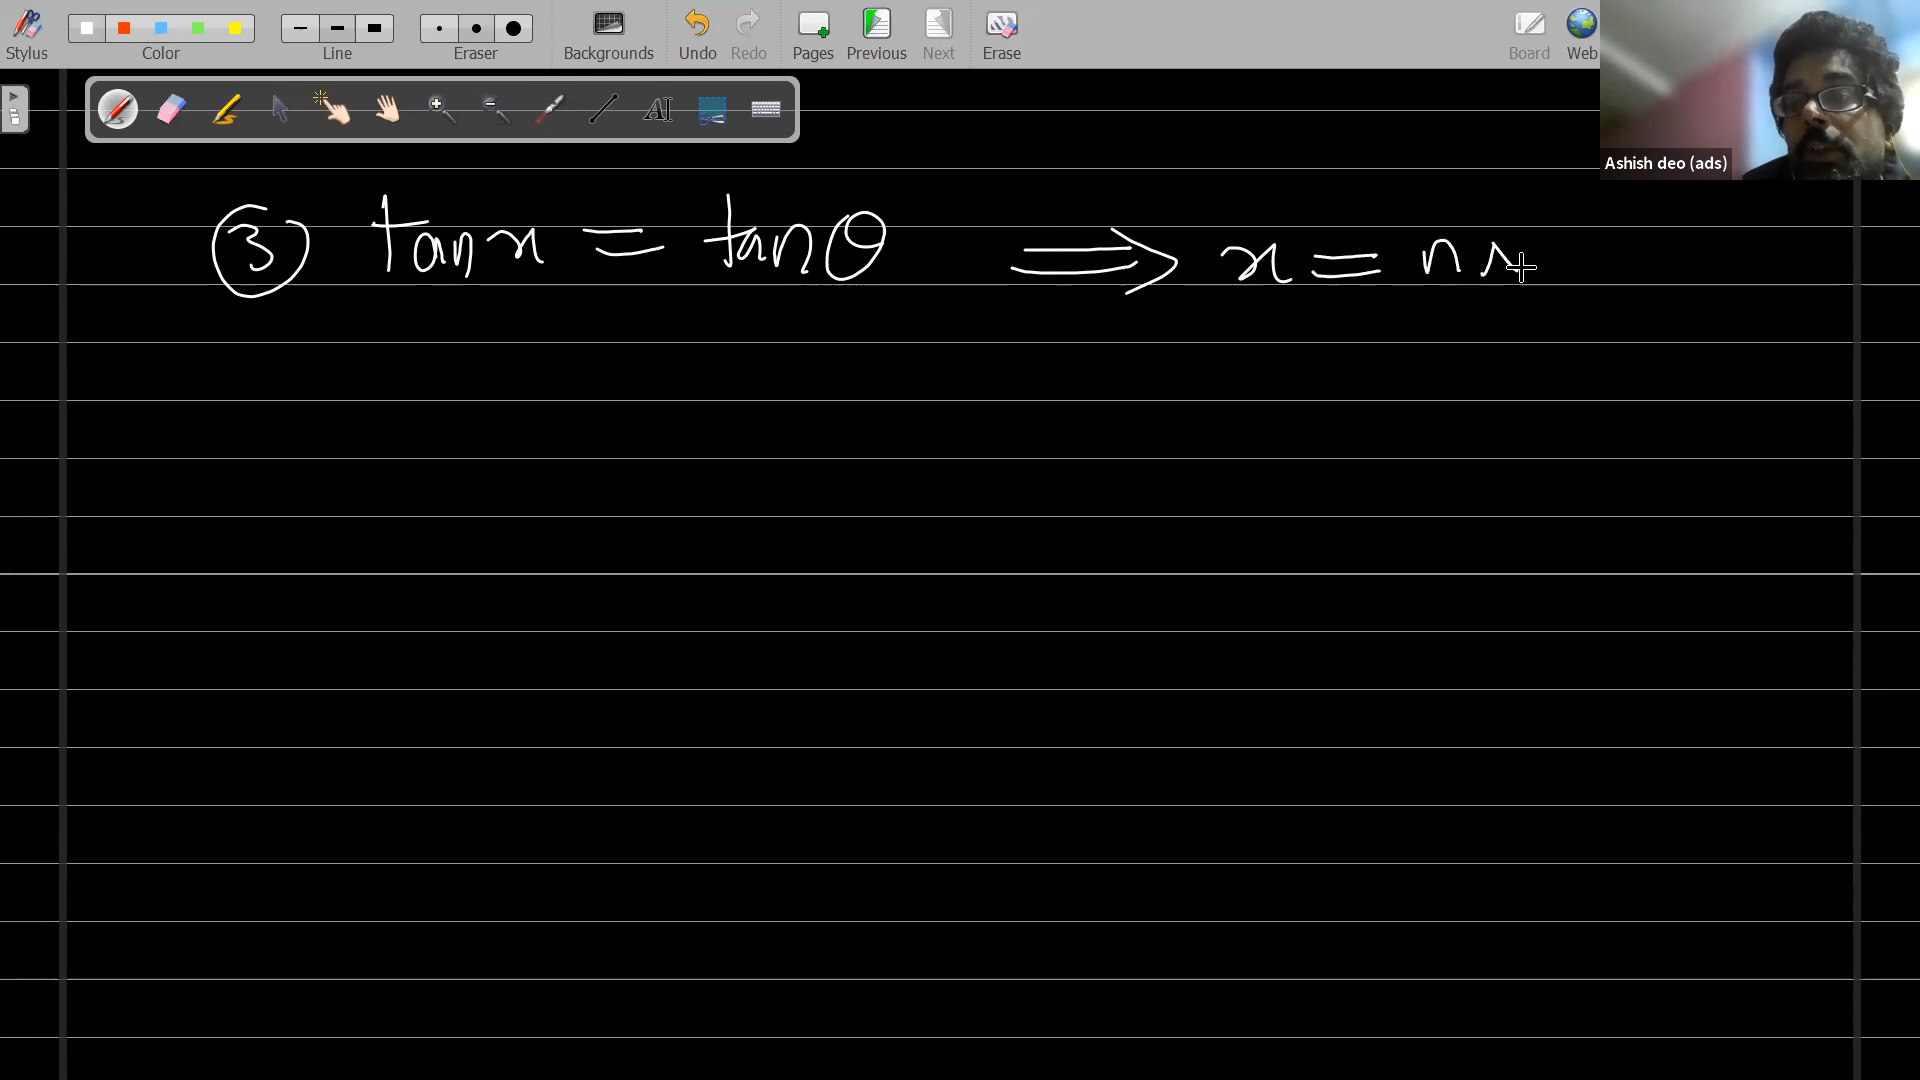 Stylus Color Line Eraser Backgrounds Undo Redo Pages Previous Next Erase Board Web
AI
Ashish deo (ads)
③ tan x = tan θ ⟹ x = n